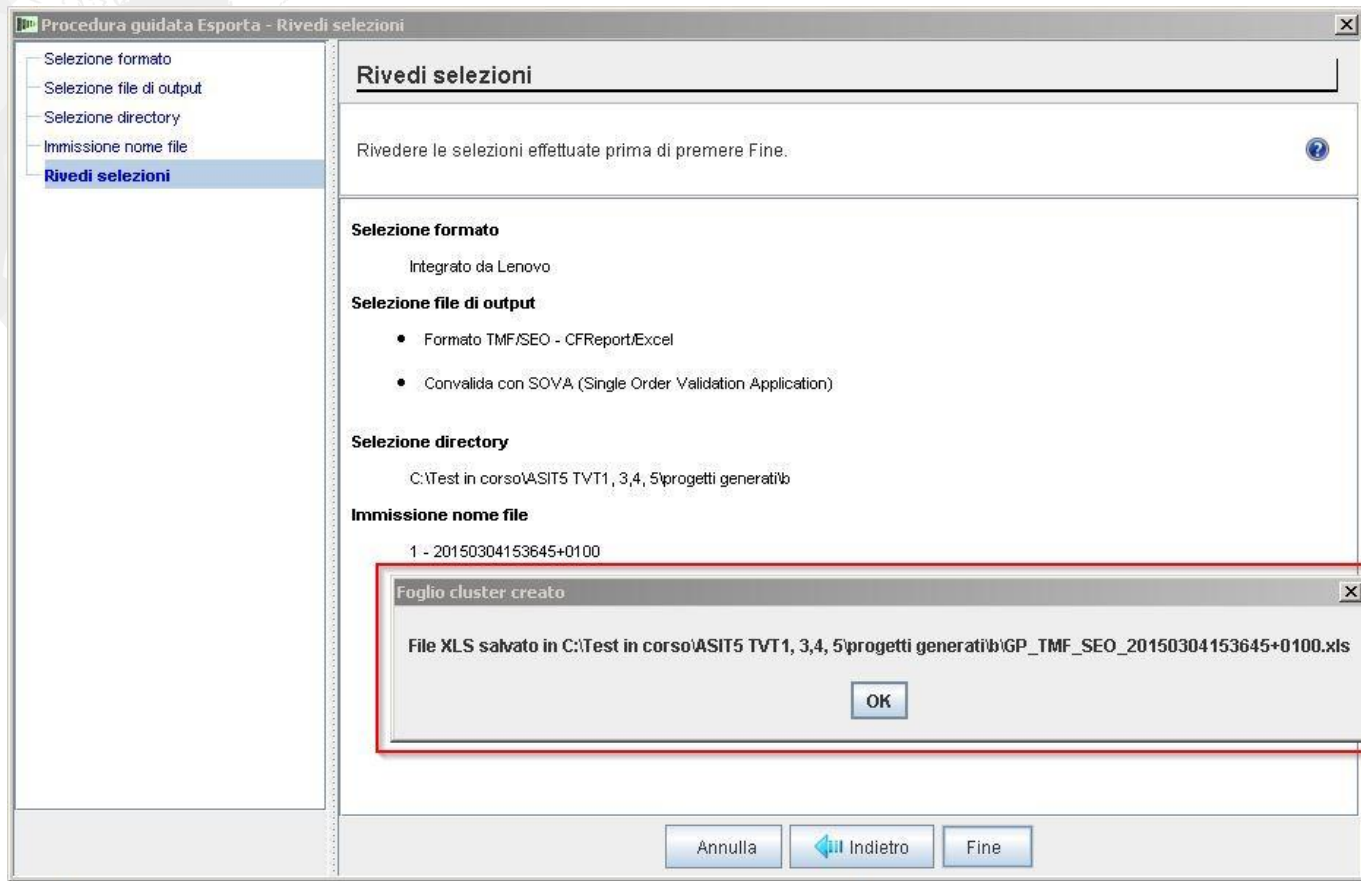 Procedura guidata Esporta - Rivedi selezioni
Selezione formato
Selezione file di output
Selezione directory
Immissione nome file
Rivedi selezioni
Rivedi selezioni
Rivedere le selezioni effettuate prima di premere Fine.
Selezione formato
Integrato da Lenovo
Selezione file di output
• Formato TMF/SEO - CFReport/Excel
• Convalida con SOVA (Single Order Validation Application)
Selezione directory
C:\Test in corso\ASIT5 TVT1, 3,4, 5\progetti generati\b
Immissione nome file
1 - 20150304153645+0100
Foglio cluster creato
File XLS salvato in C:\Test in corso\ASIT5 TVT1, 3,4, 5\progetti generati\b\GP_TMF_SEO_20150304153645+0100.xls
OK
Annulla
Indietro
Fine